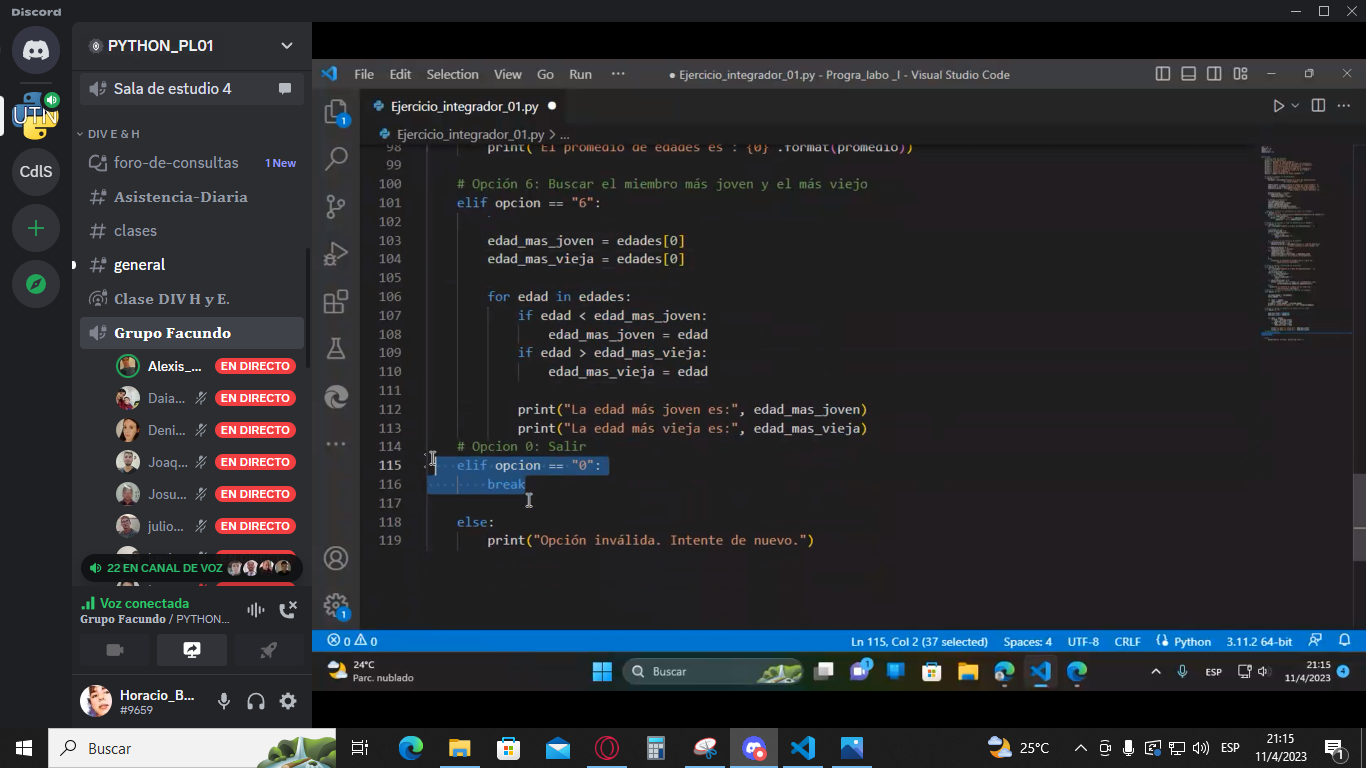 Discord
PYTHON_PL01
Sala de estudio 4
UTN
DIV E & H
foro-de-consultas
1 New
CdlS
Asistencia-Diaria
clases
general
Clase DIV H y E.
Grupo Facundo
Alexis_...
EN DIRECTO
Daia...
EN DIRECTO
Deni...
EN DIRECTO
Joaq...
EN DIRECTO
Josu...
EN DIRECTO
julio...
EN DIRECTO
22 EN CANAL DE VOZ
Voz conectada
Grupo Facundo / PYTHON...
Horacio_B...
#9659
File Edit Selection View Go Run ···
● Ejercicio_integrador_01.py - Progra_labo _I - Visual Studio Code
Ejercicio_integrador_01.py
Ejercicio_integrador_01.py > ...
98 print("El promedio de edades es : {0}".format(promedio))
99
100 # Opción 6: Buscar el miembro más joven y el más viejo
101 elif opcion == "6":
102
103 edad_mas_joven = edades[0]
104 edad_mas_vieja = edades[0]
105
106 for edad in edades:
107 if edad < edad_mas_joven:
108 edad_mas_joven = edad
109 if edad > edad_mas_vieja:
110 edad_mas_vieja = edad
111
112 print("La edad más joven es:", edad_mas_joven)
113 print("La edad más vieja es:", edad_mas_vieja)
114 # Opcion 0: Salir
115 elif opcion == "0":
116 break
117
118 else:
119 print("Opción inválida. Intente de nuevo.")
1
1
0 0
Ln 115, Col 2 (37 selected) Spaces: 4 UTF-8 CRLF Python 3.11.2 64-bit
24°C
Parc. nublado
Buscar
1
ESP
21:15
11/4/2023
4
Buscar
25°C
ESP
21:15
11/4/2023
1